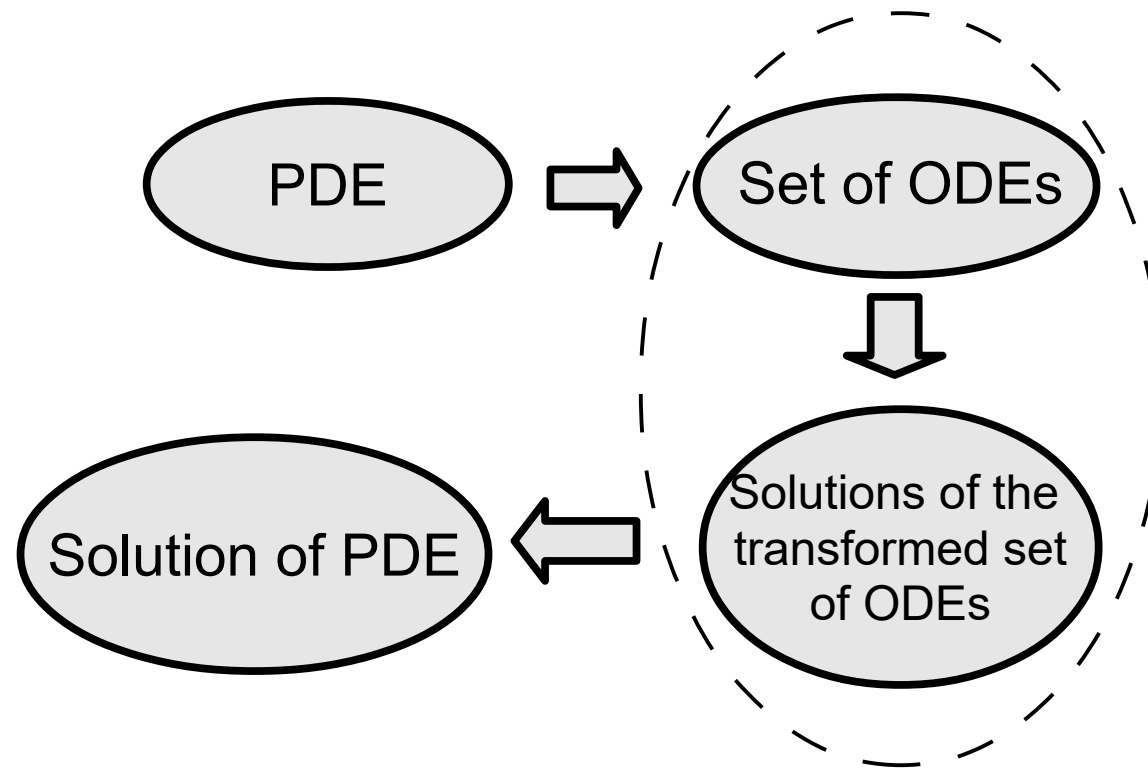 PDE
Set of ODEs
Solution of PDE
Solutions of the
transformed set
of ODEs